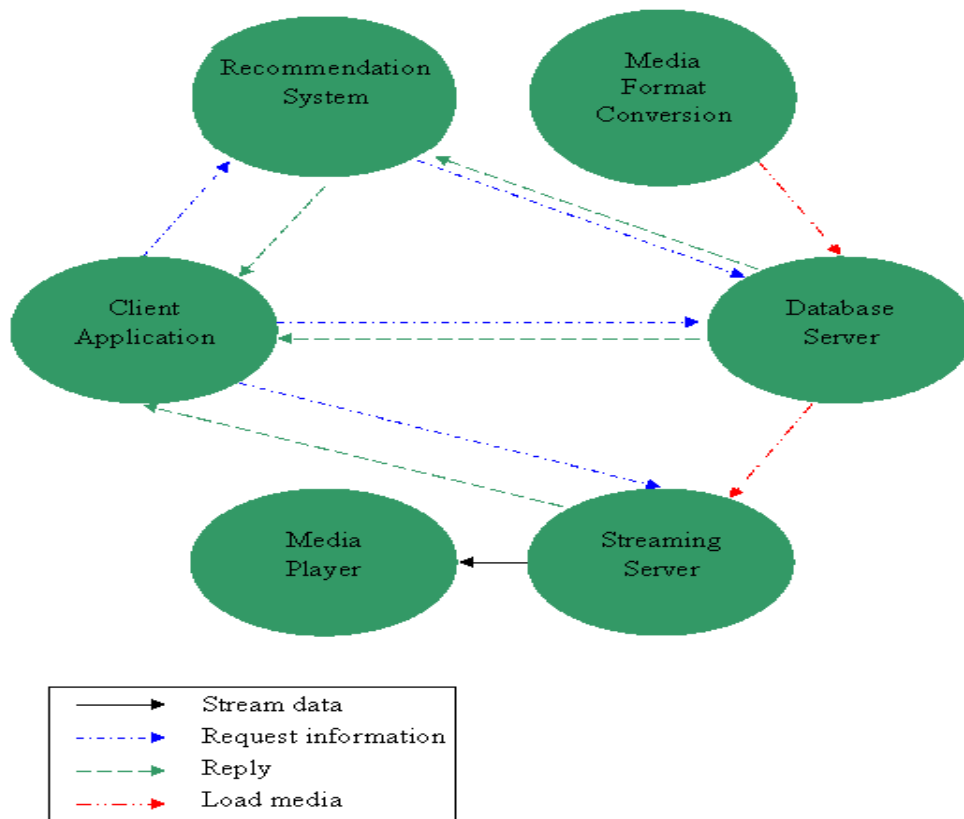 Recommendation
System
Media
Format
Conversion
Client
Application
Database
Server
Media
Player
Streaming
Server
Stream data
Request information
Reply
Load media